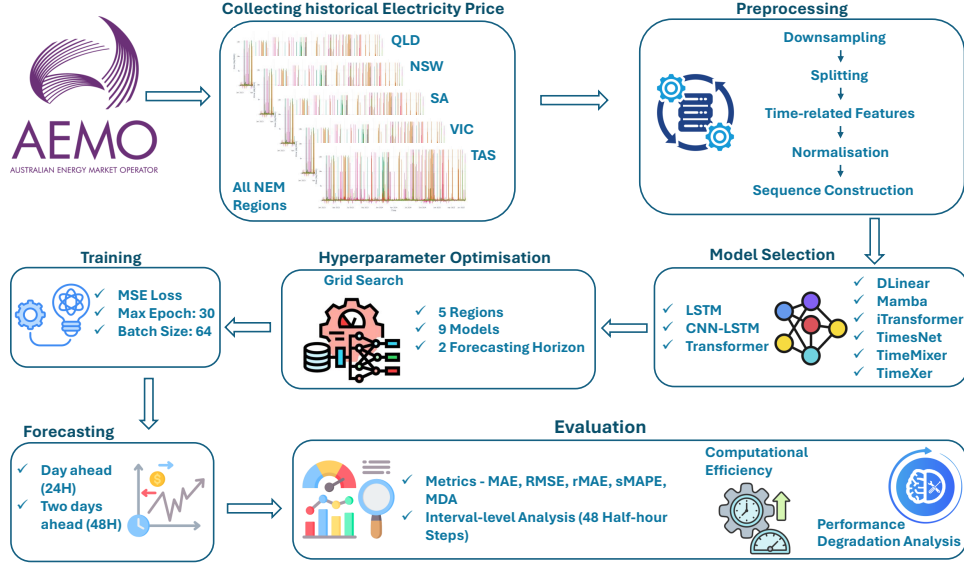 Collecting historical Electricity Price
QLD
NSW
SA
VIC
TAS
All NEM
Regions
AEMO
AUSTRALIAN ENERGY MARKET OPERATOR
Preprocessing
Downsampling
Splitting
Time-related Features
Normalisation
Sequence Construction
Model Selection
LSTM
CNN-LSTM
Transformer
DLinear
Mamba
iTransformer
TimesNet
TimeMixer
TimeXer
Hyperparameter Optimisation
Grid Search
5 Regions
9 Models
2 Forecasting Horizon
Training
MSE Loss
Max Epoch: 30
Batch Size: 64
Forecasting
Day ahead
(24H)
Two days
ahead (48H)
Evaluation
Metrics - MAE, RMSE, rMAE, sMAPE,
MDA
Interval-level Analysis (48 Half-hour
Steps)
Computational
Efficiency
Performance
Degradation Analysis